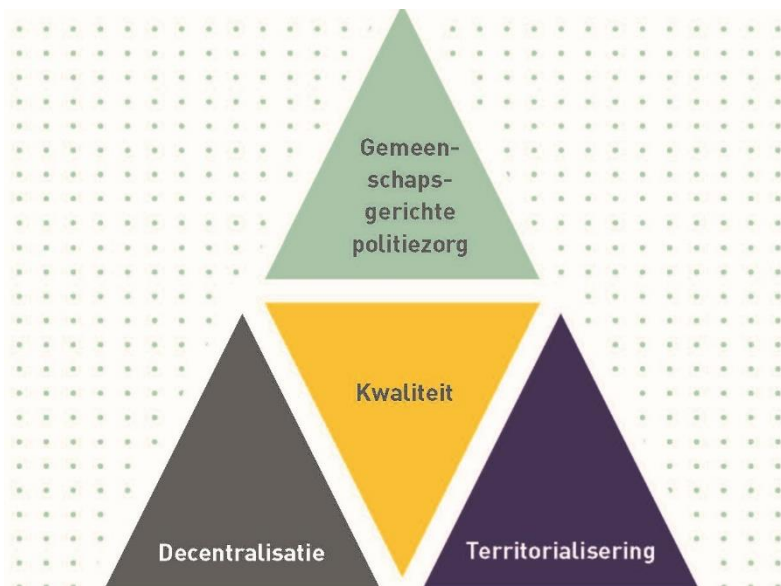 Gemeen-
schaps-
gerichte
politiezorg
Kwaliteit
Decentralisatie
Territorialisering